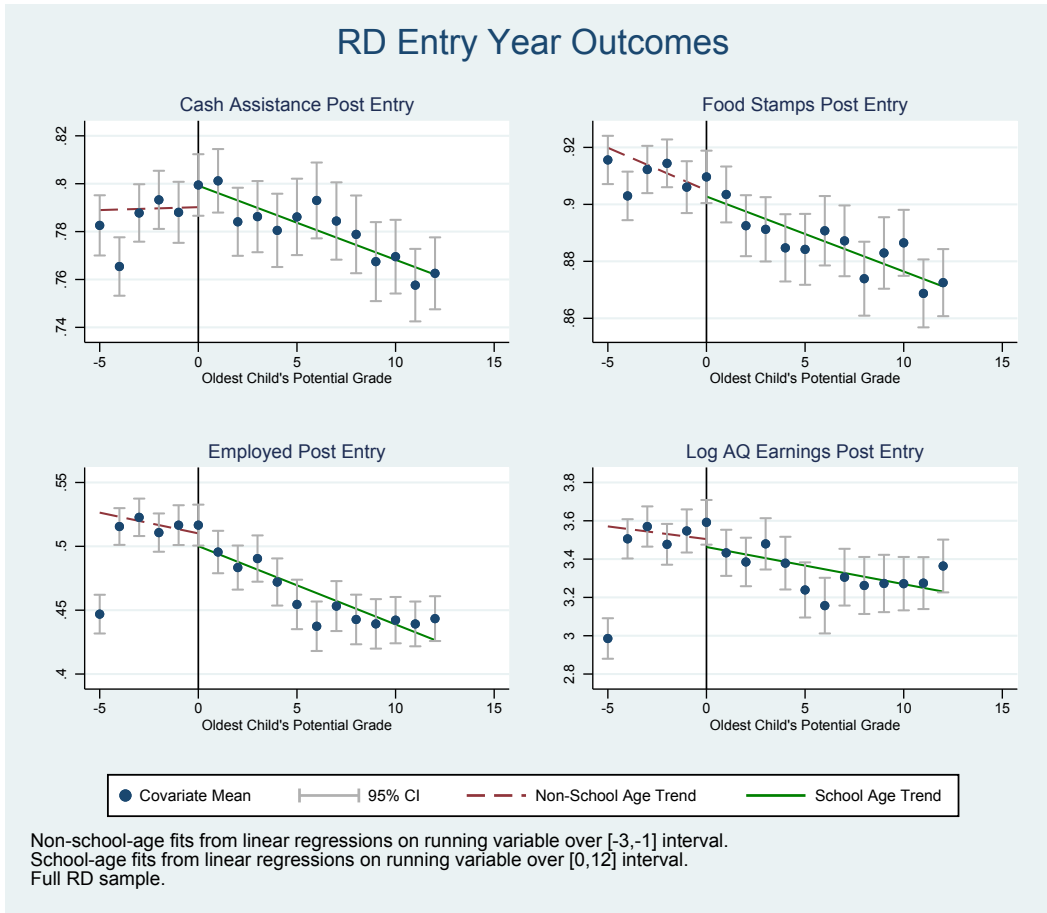 RD Entry Year Outcomes
Cash Assistance Post Entry
.82
.8
.78
.76
.74
-5 0 5 10 15
Oldest Child's Potential Grade
Food Stamps Post Entry
.92
.9
.88
.86
-5 0 5 10 15
Oldest Child's Potential Grade
Employed Post Entry
.55
.5
.45
.4
-5 0 5 10 15
Oldest Child's Potential Grade
Log AQ Earnings Post Entry
3.8
3.6
3.4
3.2
3
2.8
-5 0 5 10 15
Oldest Child's Potential Grade
Covariate Mean 95% CI Non-School Age Trend School Age Trend
Non-school-age fits from linear regressions on running variable over [-3,-1] interval.
School-age fits from linear regressions on running variable over [0,12] interval.
Full RD sample.